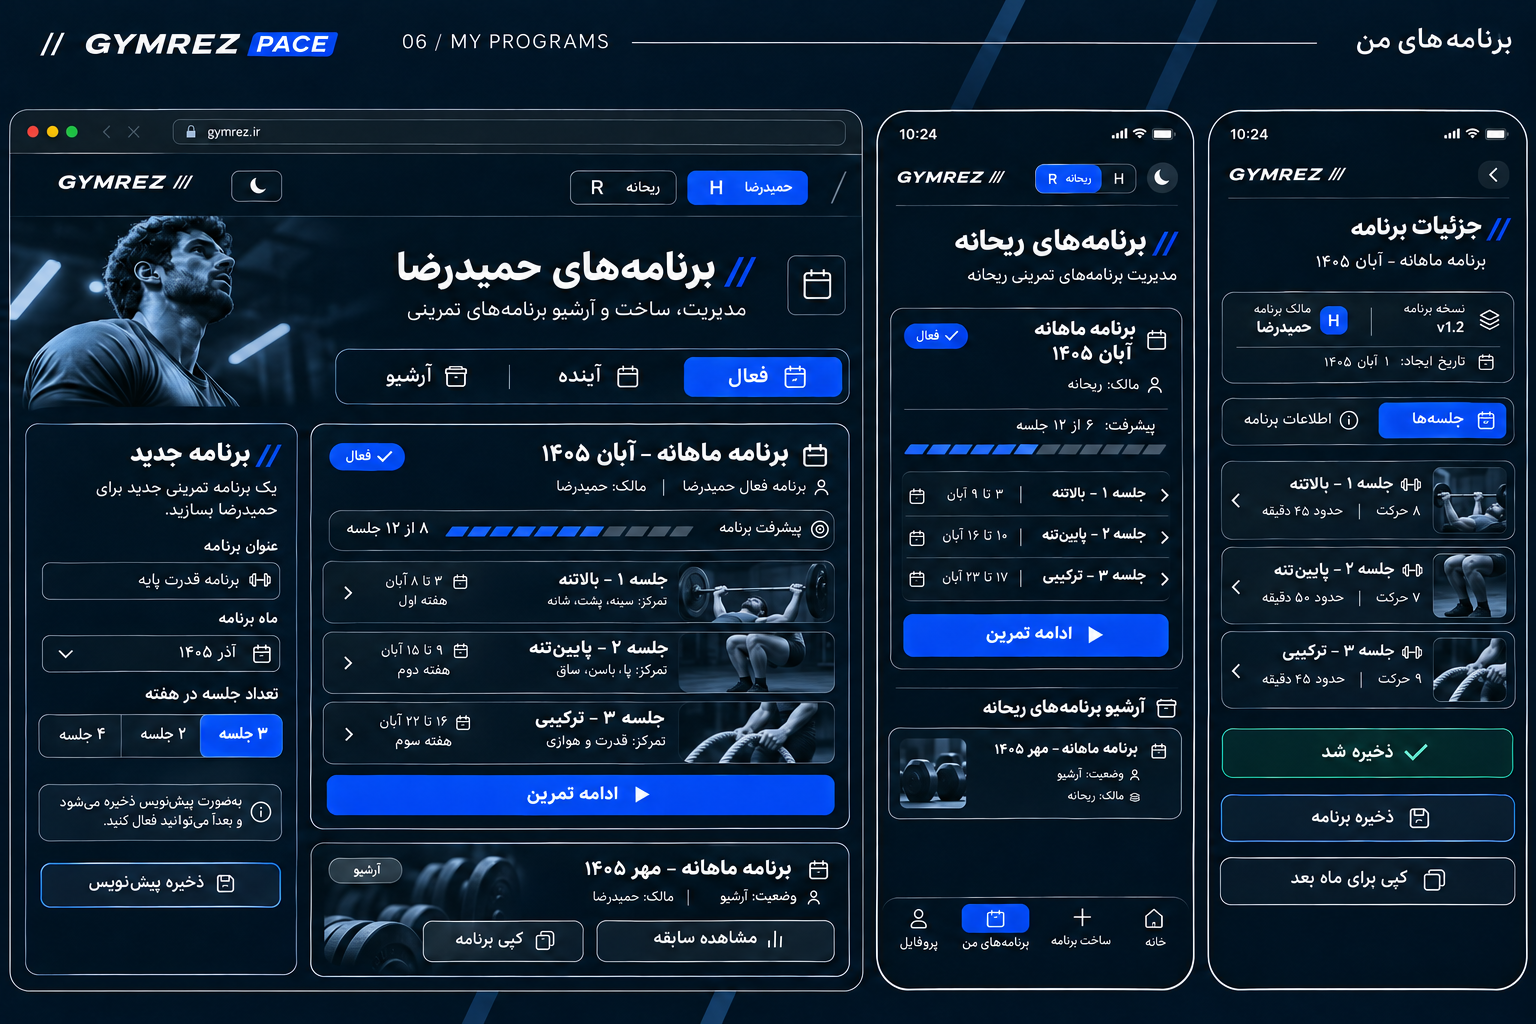 // GYMREZ PACE
06 / MY PROGRAMS
برنامه های من
gymrez.ir
GYMREZ ///
R ریحانه
H حمیدرضا
// برنامه‌های حمیدرضا
مدیریت، ساخت و آرشیو برنامه‌های تمرینی
فعال
آینده
آرشیو
برنامه ماهانه – آبان ۱۴۰۵
فعال
برنامه فعال حمیدرضا | مالک: حمیدرضا
پیشرفت برنامه
۸ از ۱۲ جلسه
جلسه ۱ – بالاتنه
تمرکز: سینه، پشت، شانه
۳ تا ۸ آبان
هفته اول
جلسه ۲ – پایین‌تنه
تمرکز: پا، باسن، ساق
۹ تا ۱۵ آبان
هفته دوم
جلسه ۳ – ترکیبی
تمرکز: قدرت و هوازی
۱۶ تا ۲۲ آبان
هفته سوم
ادامه تمرین
برنامه ماهانه – مهر ۱۴۰۵
آرشیو
وضعیت: آرشیو | مالک: حمیدرضا
مشاهده سابقه
کپی برنامه
// برنامه جدید
یک برنامه تمرینی جدید برای
حمیدرضا بسازید.
عنوان برنامه
برنامه قدرت پایه
ماه برنامه
آذر ۱۴۰۵
تعداد جلسه در هفته
۳ جلسه
۲ جلسه
۴ جلسه
به‌صورت پیش‌نویس ذخیره می‌شود
و بعداً می‌توانید فعال کنید.
ذخیره پیش‌نویس
10:24
GYMREZ ///
R ریحانه
H
// برنامه‌های ریحانه
مدیریت برنامه‌های تمرینی ریحانه
برنامه ماهانه
آبان ۱۴۰۵
فعال
مالک: ریحانه
پیشرفت: ۶ از ۱۲ جلسه
جلسه ۱ – بالاتنه | ۳ تا ۹ آبان
جلسه ۲ – پایین‌تنه | ۱۰ تا ۱۶ آبان
جلسه ۳ – ترکیبی | ۱۷ تا ۲۳ آبان
ادامه تمرین
آرشیو برنامه‌های ریحانه
برنامه ماهانه – مهر ۱۴۰۵
وضعیت: آرشیو
مالک: ریحانه
خانه
ساخت برنامه
برنامه‌های من
پروفایل
10:24
GYMREZ ///
// جزئیات برنامه
برنامه ماهانه – آبان ۱۴۰۵
نسخه برنامه
v1.2
مالک برنامه
H حمیدرضا
تاریخ ایجاد: ۱ آبان ۱۴۰۵
جلسه‌ها
اطلاعات برنامه
جلسه ۱ – بالاتنه
۸ حرکت | حدود ۴۵ دقیقه
جلسه ۲ – پایین‌تنه
۷ حرکت | حدود ۵۰ دقیقه
جلسه ۳ – ترکیبی
۹ حرکت | حدود ۴۵ دقیقه
ذخیره شد
ذخیره برنامه
کپی برای ماه بعد